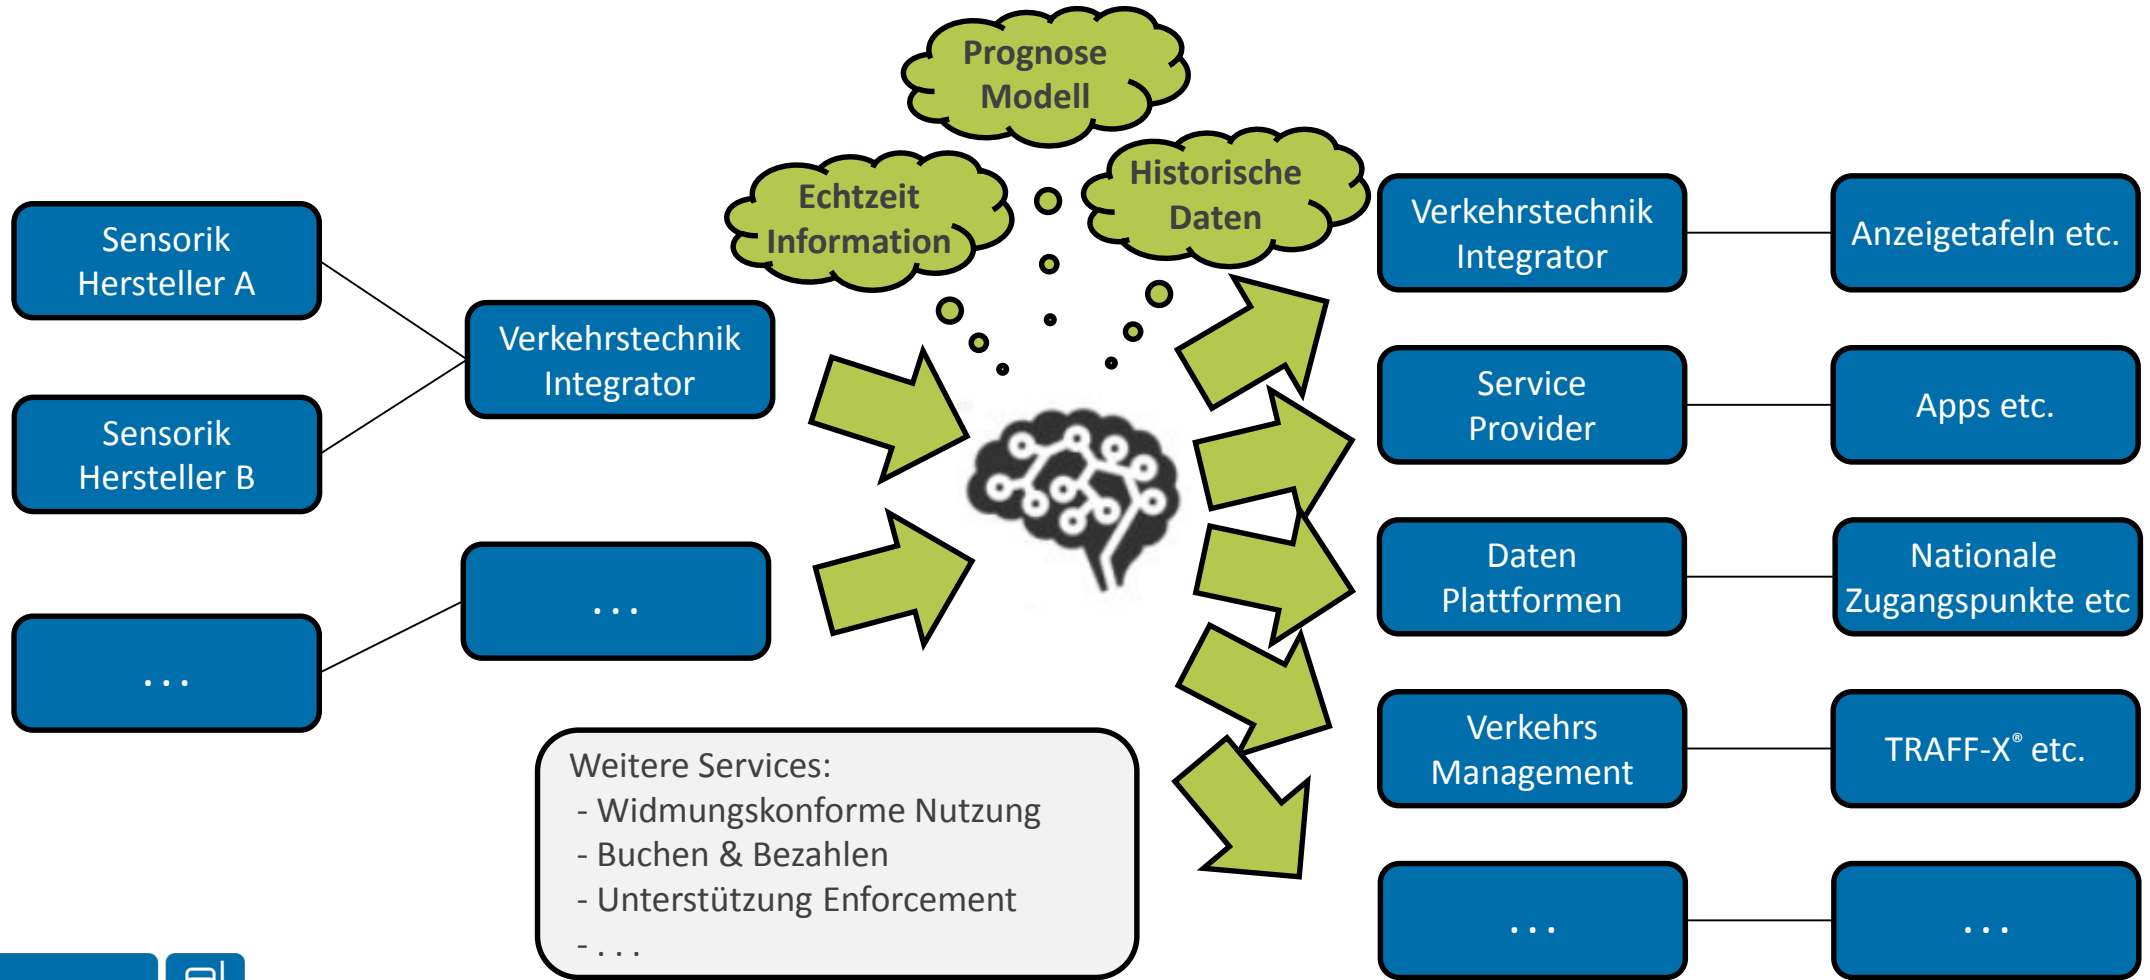 Prognose
Modell
Echtzeit
Information
Historische
Daten
Sensorik
Hersteller A
Sensorik
Hersteller B
. . .
Verkehrstechnik
Integrator
. . .
Verkehrstechnik
Integrator
Anzeigetafeln etc.
Service
Provider
Apps etc.
Daten
Plattformen
Nationale
Zugangspunkte etc
Verkehrs
Management
TRAFF-X® etc.
. . .
. . .
Weitere Services:
- Widmungskonforme Nutzung
- Buchen & Bezahlen
- Unterstützung Enforcement
- . . .